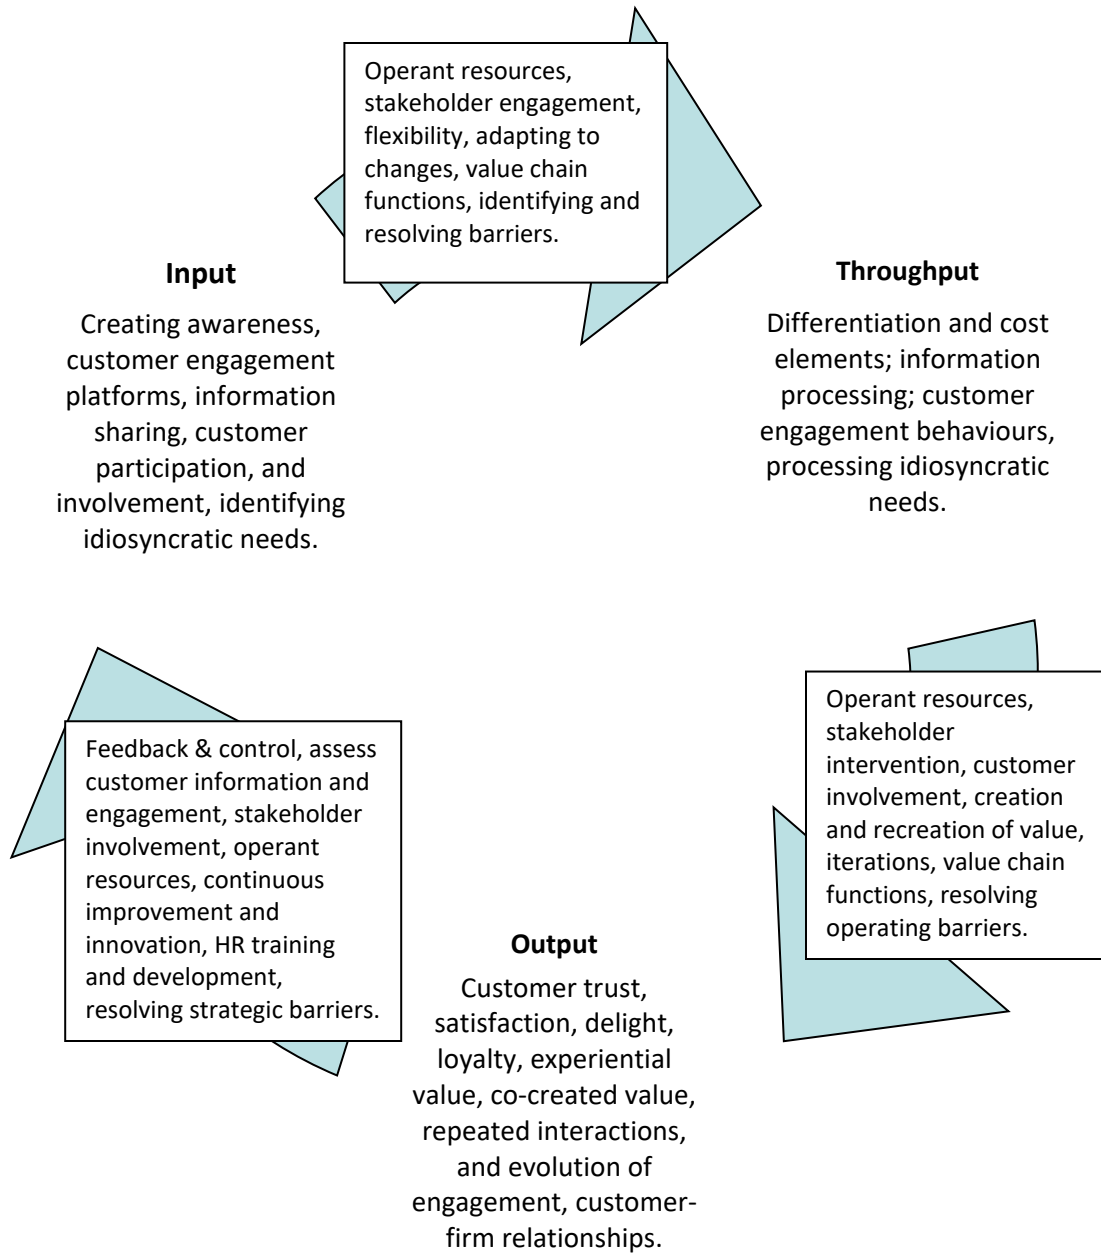 Operant resources,
stakeholder engagement,
flexibility, adapting to
changes, value chain
functions, identifying and
resolving barriers.
Input
Creating awareness,
customer engagement
platforms, information
sharing, customer
participation, and
involvement, identifying
idiosyncratic needs.
Throughput
Differentiation and cost
elements; information
processing; customer
engagement behaviours,
processing idiosyncratic
needs.
Operant resources,
stakeholder
intervention, customer
involvement, creation
and recreation of value,
iterations, value chain
functions, resolving
operating barriers.
Feedback & control, assess
customer information and
engagement, stakeholder
involvement, operant
resources, continuous
improvement and
innovation, HR training
and development,
resolving strategic barriers.
Output
Customer trust,
satisfaction, delight,
loyalty, experiential
value, co-created value,
repeated interactions,
and evolution of
engagement, customer-
firm relationships.